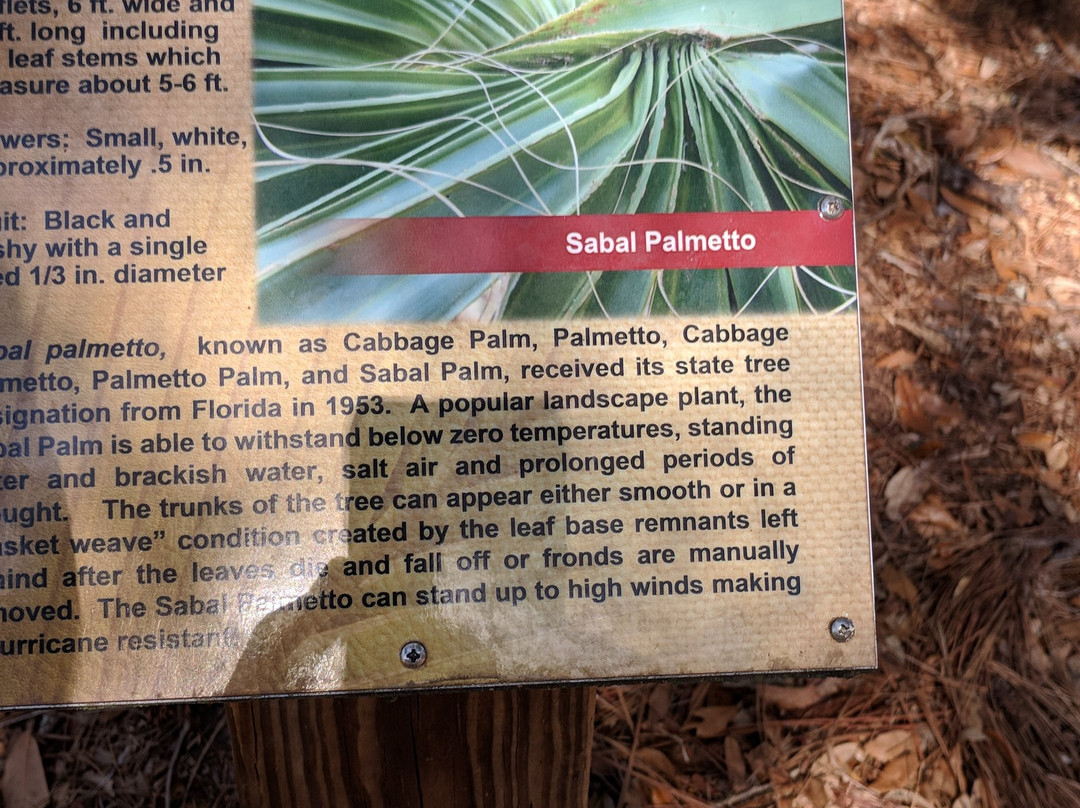 flets, 6 ft. wide and
ft. long including
leaf stems which
asure about 5-6 ft.
wers: Small, white,
proximately .5 in.
uit: Black and
shy with a single
ed 1/3 in. diameter
Sabal Palmetto
bal palmetto, known as Cabbage Palm, Palmetto, Cabbage
metto, Palmetto Palm, and Sabal Palm, received its state tree
signation from Florida in 1953. A popular landscape plant, the
bal Palm is able to withstand below zero temperatures, standing
ter and brackish water, salt air and prolonged periods of
ought. The trunks of the tree can appear either smooth or in a
sket weave” condition created by the leaf base remnants left
hind after the leaves die and fall off or fronds are manually
moved. The Sabal Palmetto can stand up to high winds making
urricane resistant.